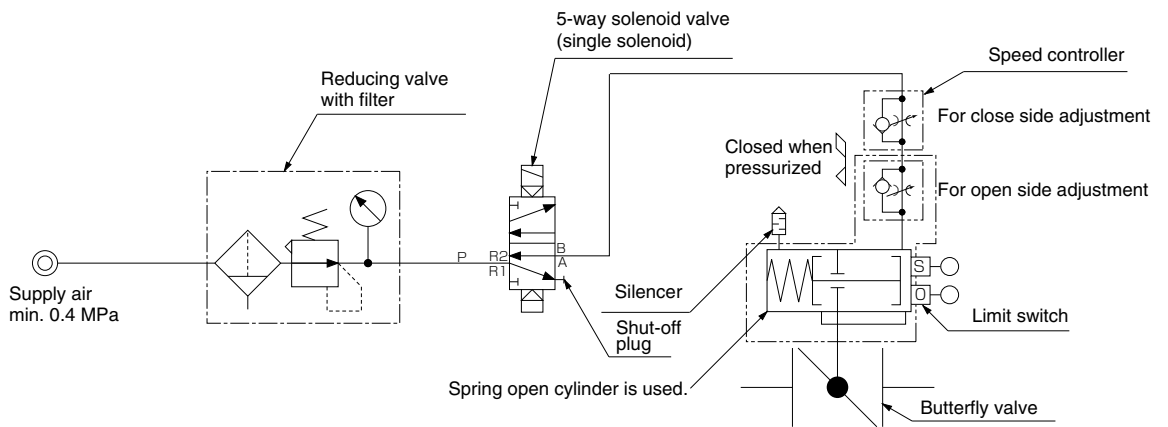 5-way solenoid valve
(single solenoid)
Speed controller
Reducing valve
with filter
For close side adjustment
Closed when
pressurized
For open side adjustment
P
R2
R1
B
A
S
O
Supply air
min. 0.4 MPa
Silencer
Limit switch
Shut-off
plug
Spring open cylinder is used.
Butterfly valve